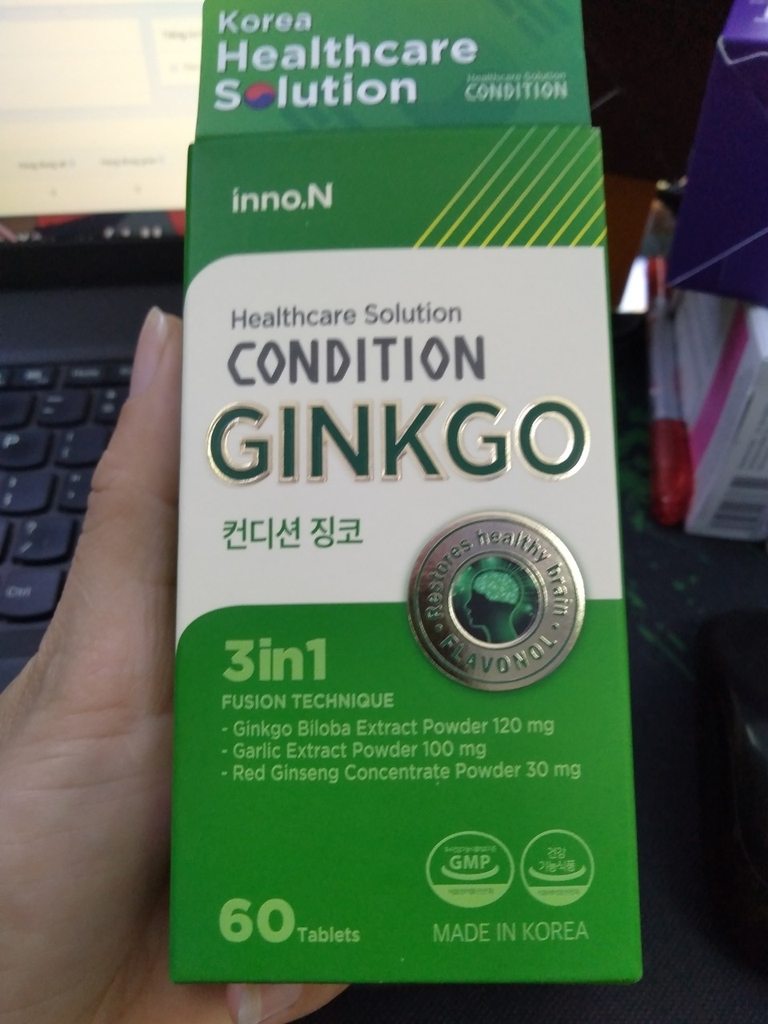 Korea
Healthcare
Solution
Healthcare Solution
CONDITION
inno.N
Healthcare Solution
CONDITION
GINKGO
컨디션 징코
Restores healthy brain
FLAVONOL
3in1
FUSION TECHNIQUE
- Ginkgo Biloba Extract Powder 120 mg
- Garlic Extract Powder 100 mg
- Red Ginseng Concentrate Powder 30 mg
GMP
건강
기능식품
60 Tablets
MADE IN KOREA
Ctrl